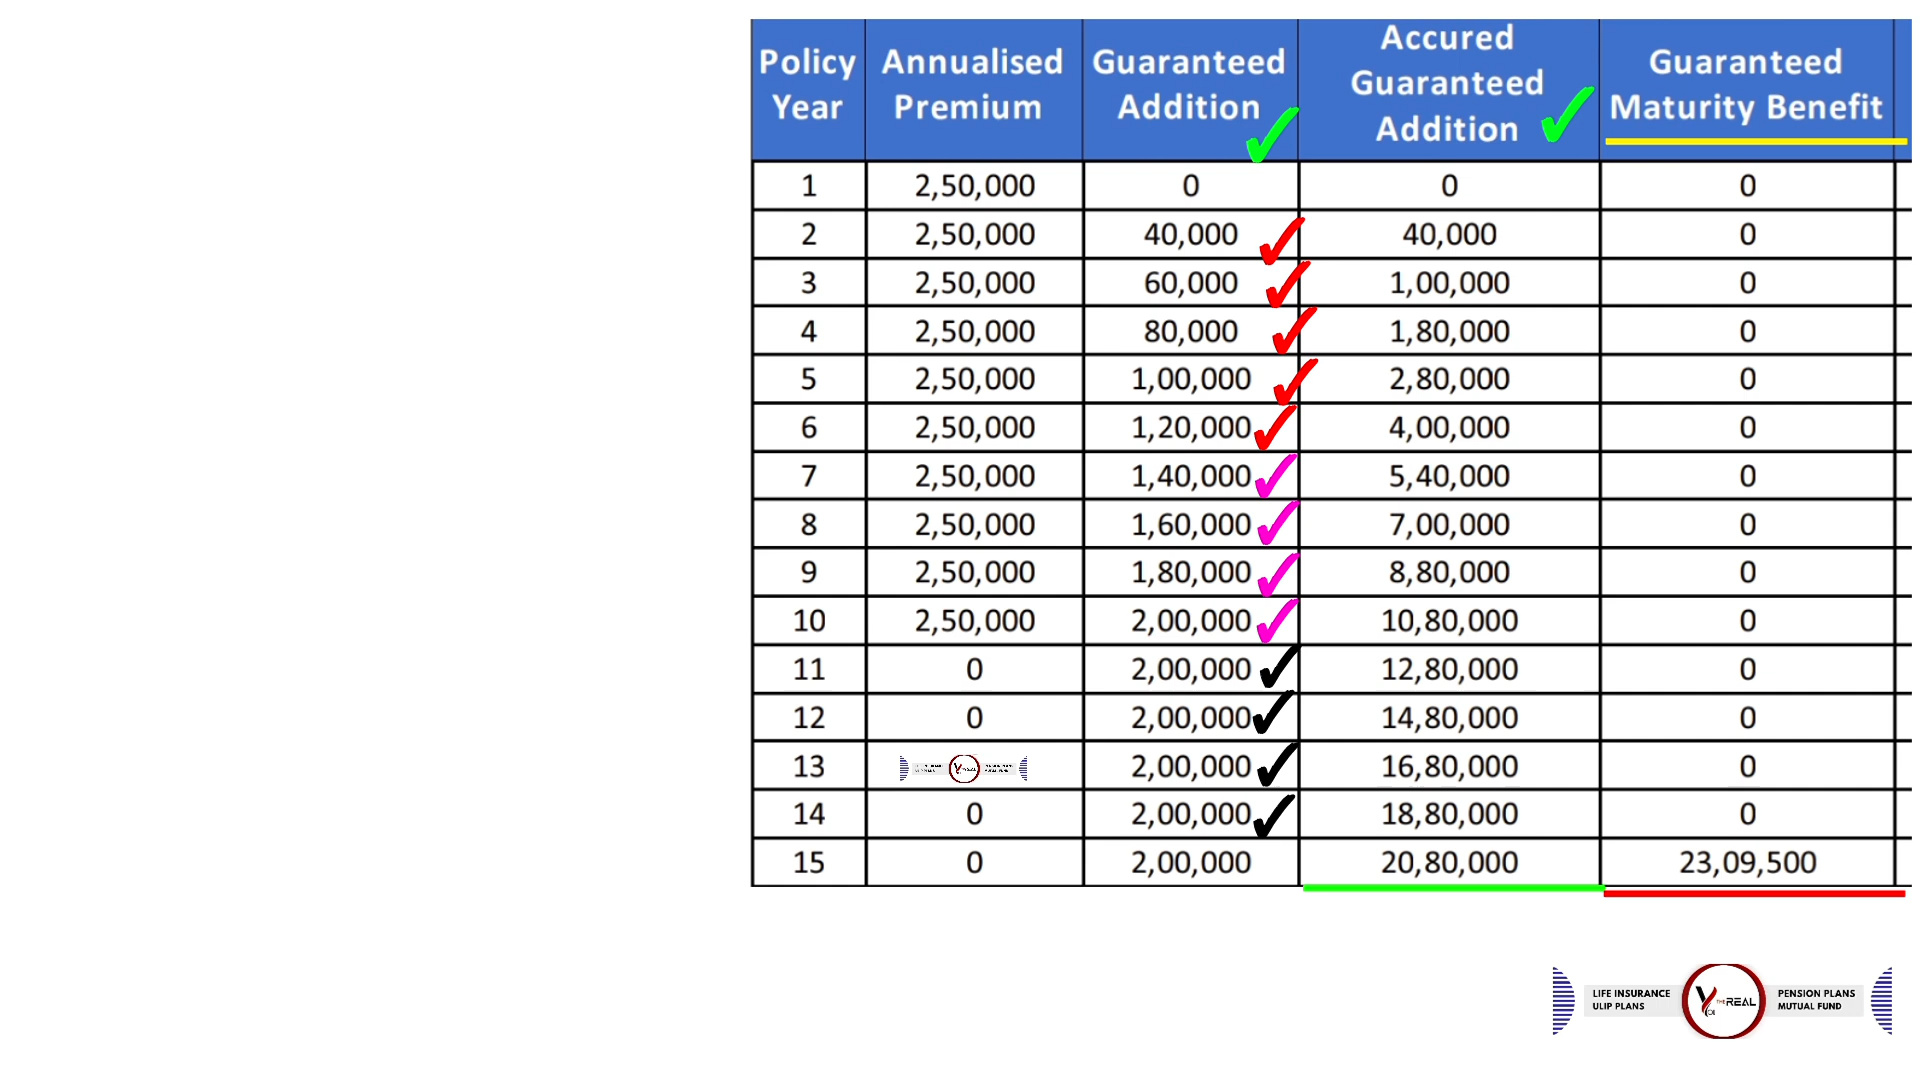 Policy Year | Annualised Premium | Guaranteed Addition | Accured Guaranteed Addition | Guaranteed Maturity Benefit
1 | 2,50,000 | 0 | 0 | 0
2 | 2,50,000 | 40,000 | 40,000 | 0
3 | 2,50,000 | 60,000 | 1,00,000 | 0
4 | 2,50,000 | 80,000 | 1,80,000 | 0
5 | 2,50,000 | 1,00,000 | 2,80,000 | 0
6 | 2,50,000 | 1,20,000 | 4,00,000 | 0
7 | 2,50,000 | 1,40,000 | 5,40,000 | 0
8 | 2,50,000 | 1,60,000 | 7,00,000 | 0
9 | 2,50,000 | 1,80,000 | 8,80,000 | 0
10 | 2,50,000 | 2,00,000 | 10,80,000 | 0
11 | 0 | 2,00,000 | 12,80,000 | 0
12 | 0 | 2,00,000 | 14,80,000 | 0
13 | 2,00,000 | 16,80,000 | 0
14 | 0 | 2,00,000 | 18,80,000 | 0
15 | 0 | 2,00,000 | 20,80,000 | 23,09,500
LIFE INSURANCE
ULIP PLANS
THE REAL
PENSION PLANS
MUTUAL FUND